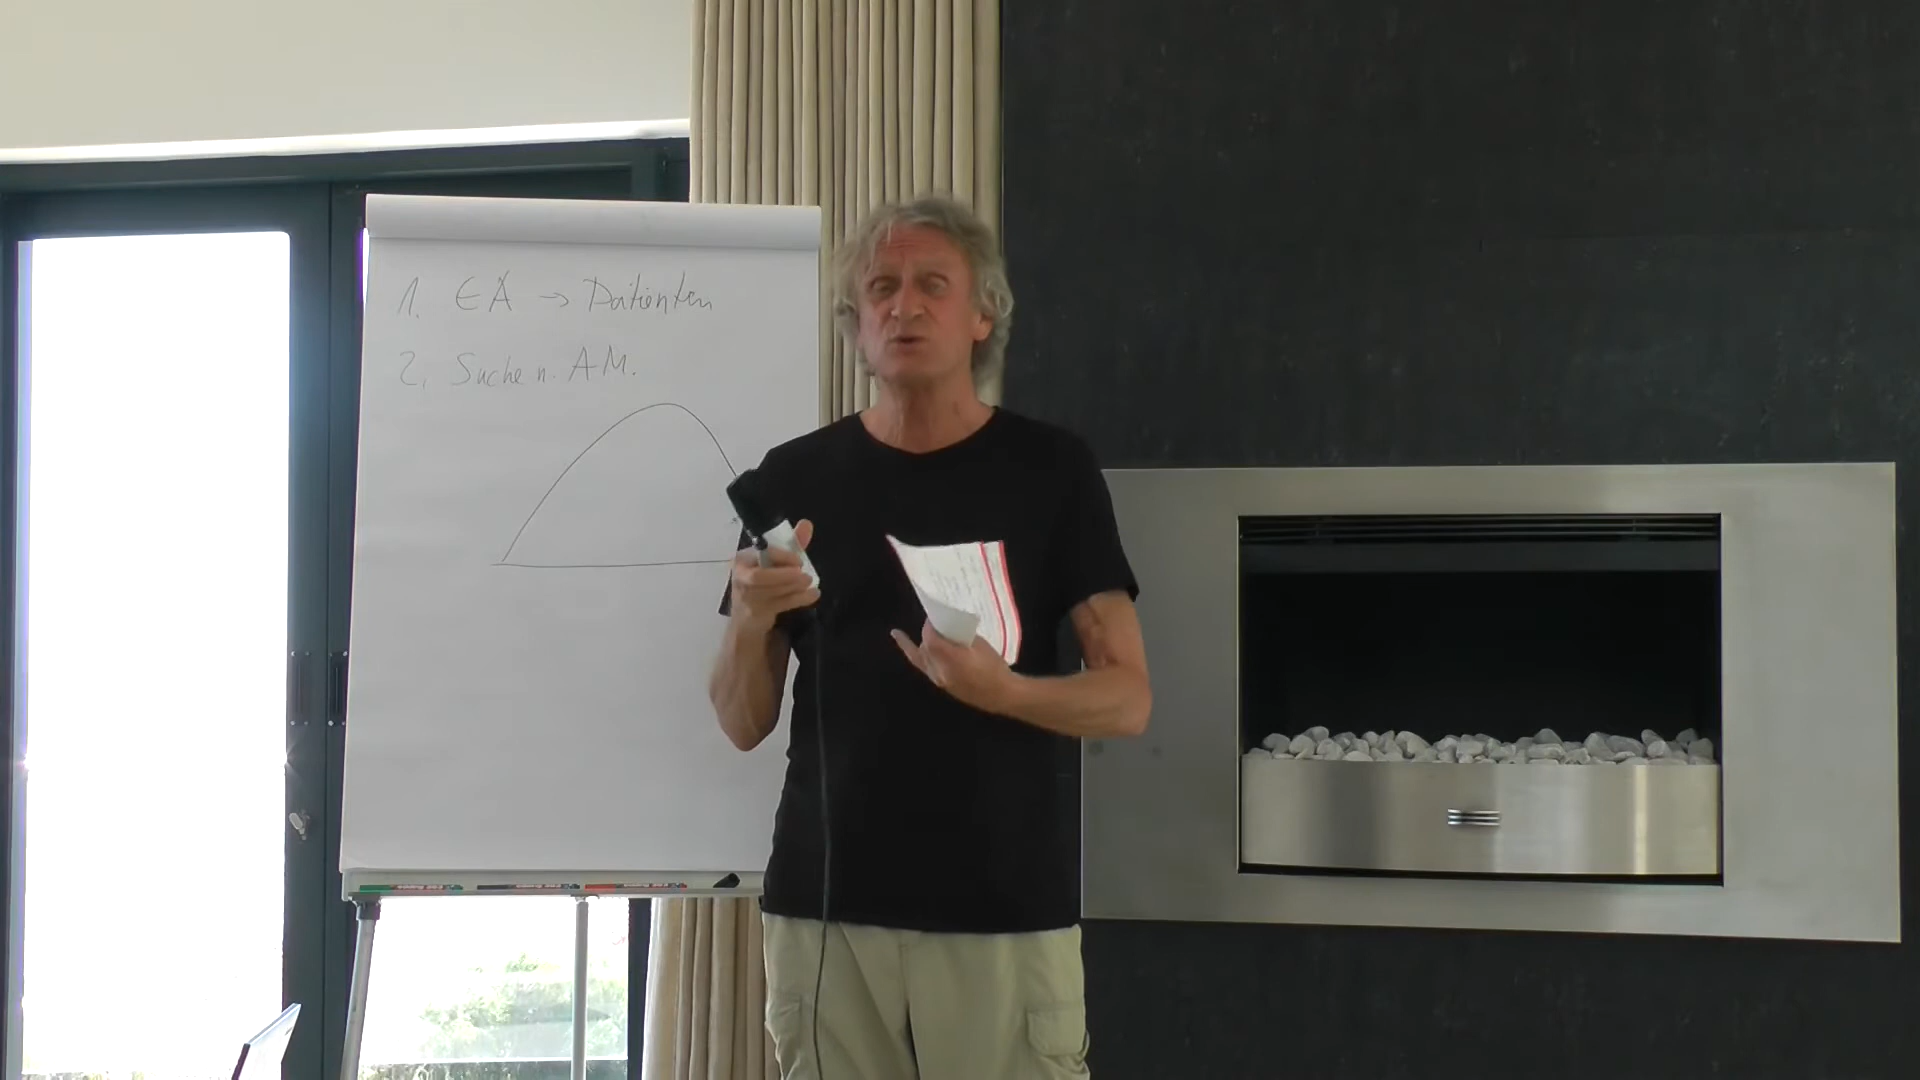 1. EÄ → Patienten
2. Suche n. AM.